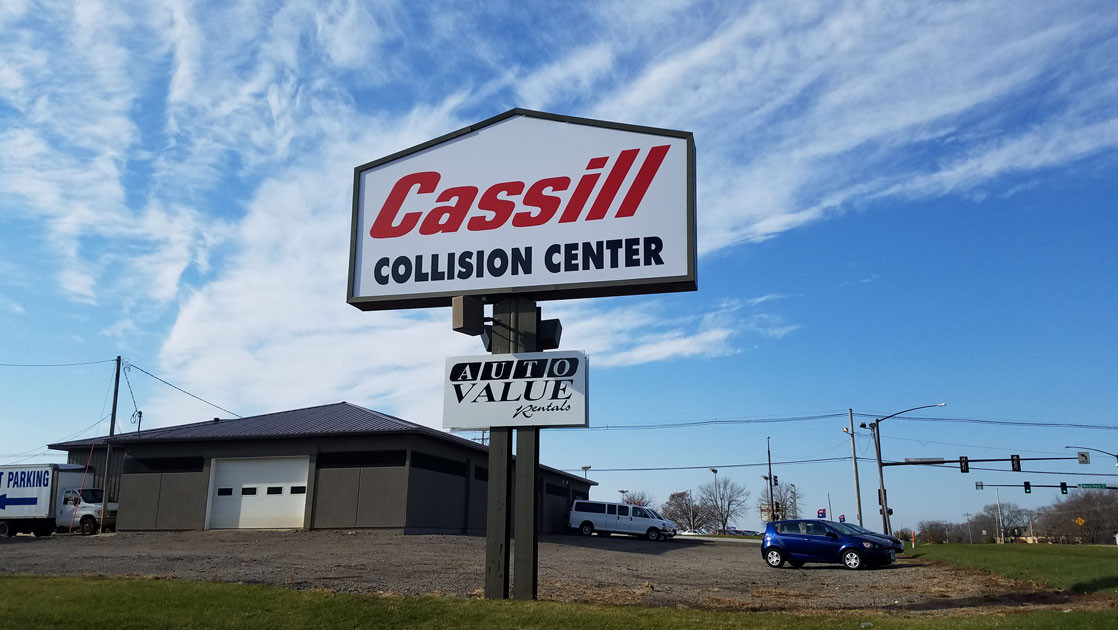 Cassill
COLLISION CENTER
AUTO
VALUE
Rentals
T PARKING